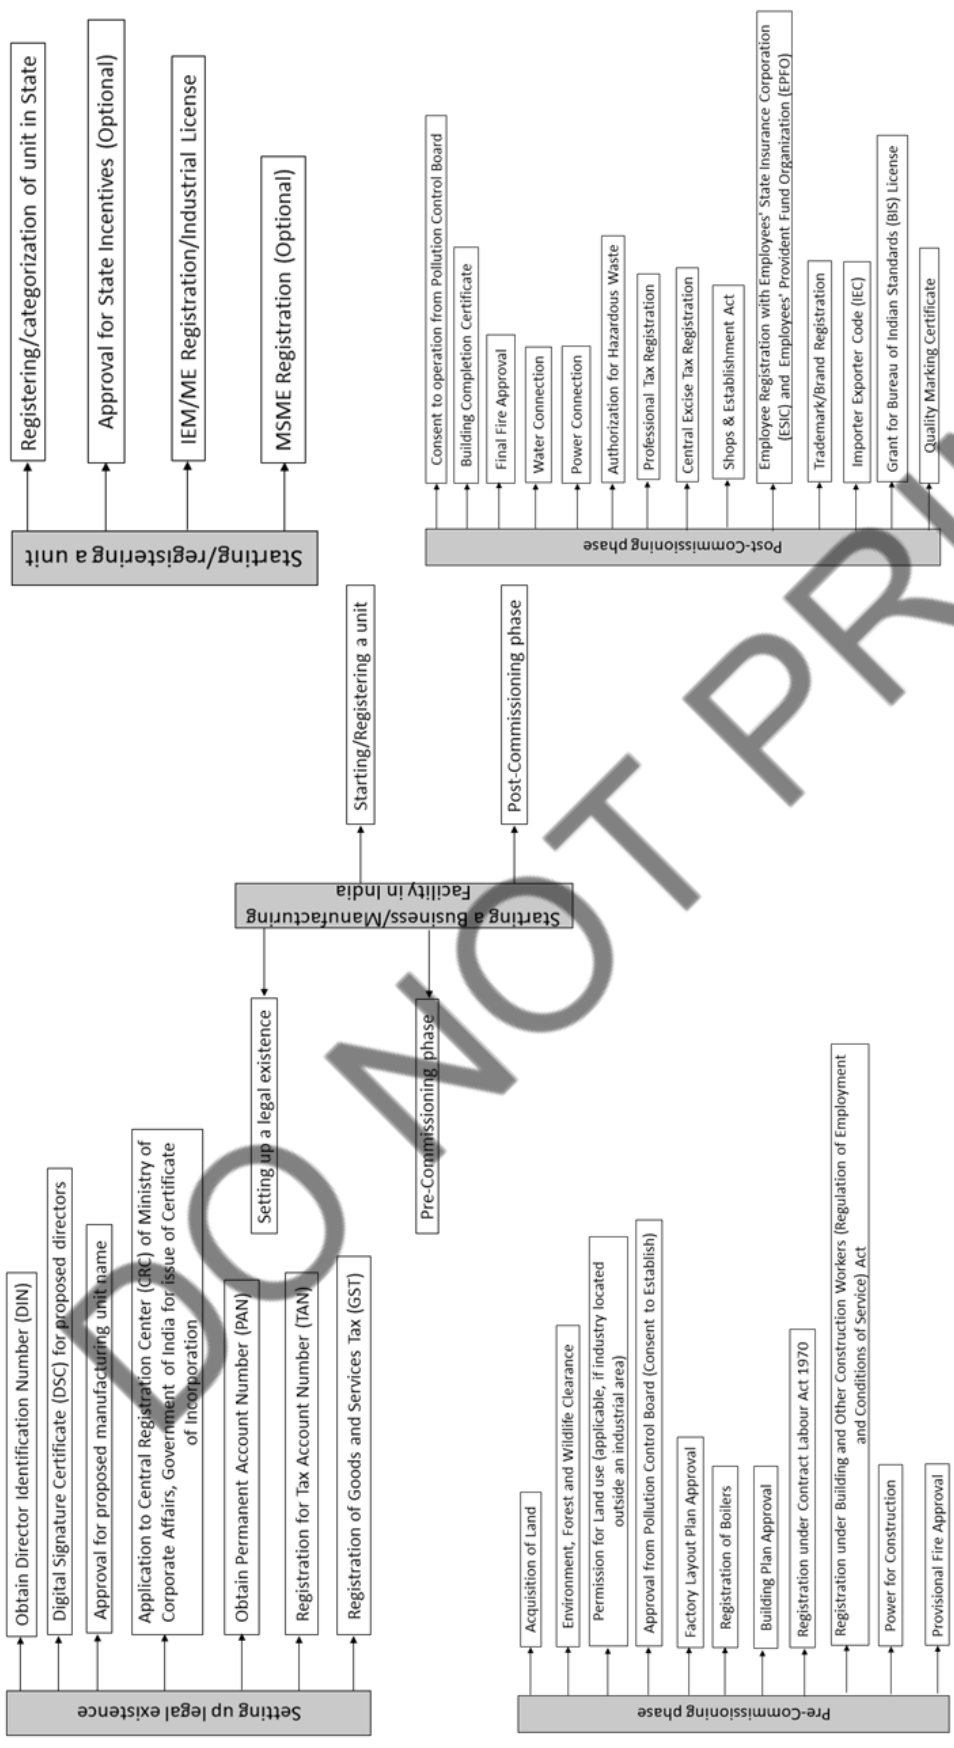 Setting up legal existence
Obtain Director Identification Number (DIN)
Digital Signature Certificate (DSC) for proposed directors
Approval for proposed manufacturing unit name
Application to Central Registration Center (CRC) of Ministry of
Corporate Affairs, Government of India for issue of Certificate
of Incorporation
Obtain Permanent Account Number (PAN)
Registration for Tax Account Number (TAN)
Registration of Goods and Services Tax (GST)
Starting a Business/Manufacturing
Facility in India
Setting up a legal existence
Pre-Commissioning phase
Starting/Registering a unit
Post-Commissioning phase
Starting/registering a unit
Registering/categorization of unit in State
Approval for State Incentives (Optional)
IEM/ME Registration/Industrial License
MSME Registration (Optional)
Pre-Commissioning phase
Acquisition of Land
Environment, Forest and Wildlife Clearance
Permission for Land use (applicable, if industry located
outside an industrial area)
Approval from Pollution Control Board (Consent to Establish)
Factory Layout Plan Approval
Registration of Boilers
Building Plan Approval
Registration under Contract Labour Act 1970
Registration under Building and Other Construction Workers (Regulation of Employment
and Conditions of Service) Act
Power for Construction
Provisional Fire Approval
Post-Commissioning phase
Consent to operation from Pollution Control Board
Building Completion Certificate
Final Fire Approval
Water Connection
Power Connection
Authorization for Hazardous Waste
Professional Tax Registration
Central Excise Tax Registration
Shops & Establishment Act
Employee Registration with Employees' State Insurance Corporation
(ESIC) and Employees' Provident Fund Organization (EPFO)
Trademark/Brand Registration
Importer Exporter Code (IEC)
Grant for Bureau of Indian Standards (BIS) License
Quality Marking Certificate
DO NOT PRI